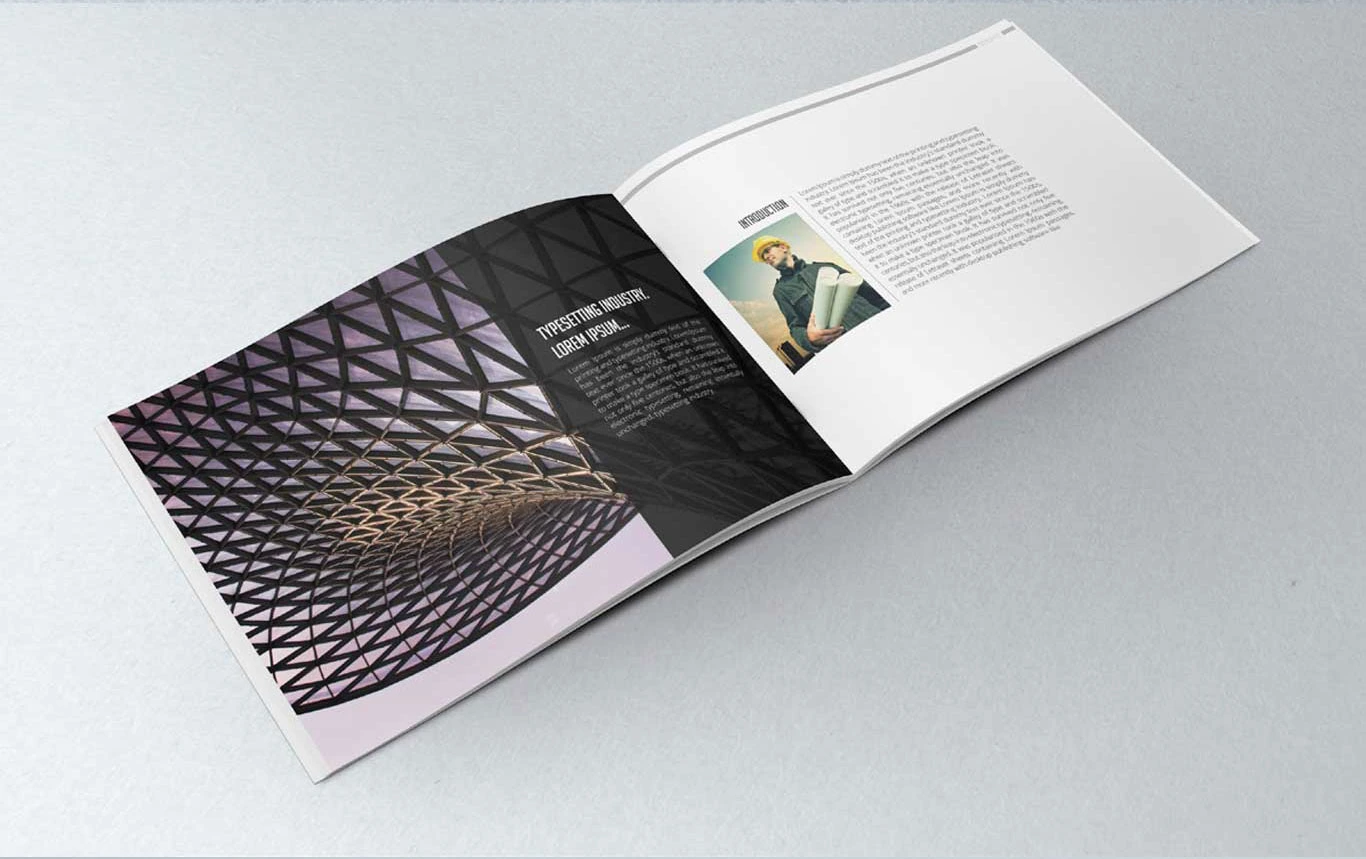 TYPESETTING INDUSTRY.
LOREM IPSUM...
Lorem Ipsum is simply dummy text of the
printing and typesetting industry. Lorem Ipsum
has been the industry's standard dummy
text ever since the 1500s, when an unknown
printer took a galley of type and scrambled it
to make a type specimen book. It has survived
not only five centuries, but also the leap into
electronic typesetting, remaining essentially
unchanged. typesetting industry.
INTRODUCTION
Lorem Ipsum is simply dummy text of the printing and typesetting
industry. Lorem Ipsum has been the industry's standard dummy
text ever since the 1500s, when an unknown printer took a
galley of type and scrambled it to make a type specimen book.
It has survived not only five centuries, but also the leap into
electronic typesetting, remaining essentially unchanged. It was
popularised in the 1960s with the release of Letraset sheets
containing Lorem Ipsum passages, and more recently with
desktop publishing software like
text of the printing and typesetting industry. Lorem Ipsum has
been the industry's standard dummy text ever since the 1500s,
when an unknown printer took a galley of type and scrambled
it to make a type specimen book. It has survived not only five
centuries, but also the leap into electronic typesetting, remaining
essentially unchanged. It was popularised in the 1960s with the
release of Letraset sheets containing Lorem Ipsum passages,
and more recently with desktop publishing software like